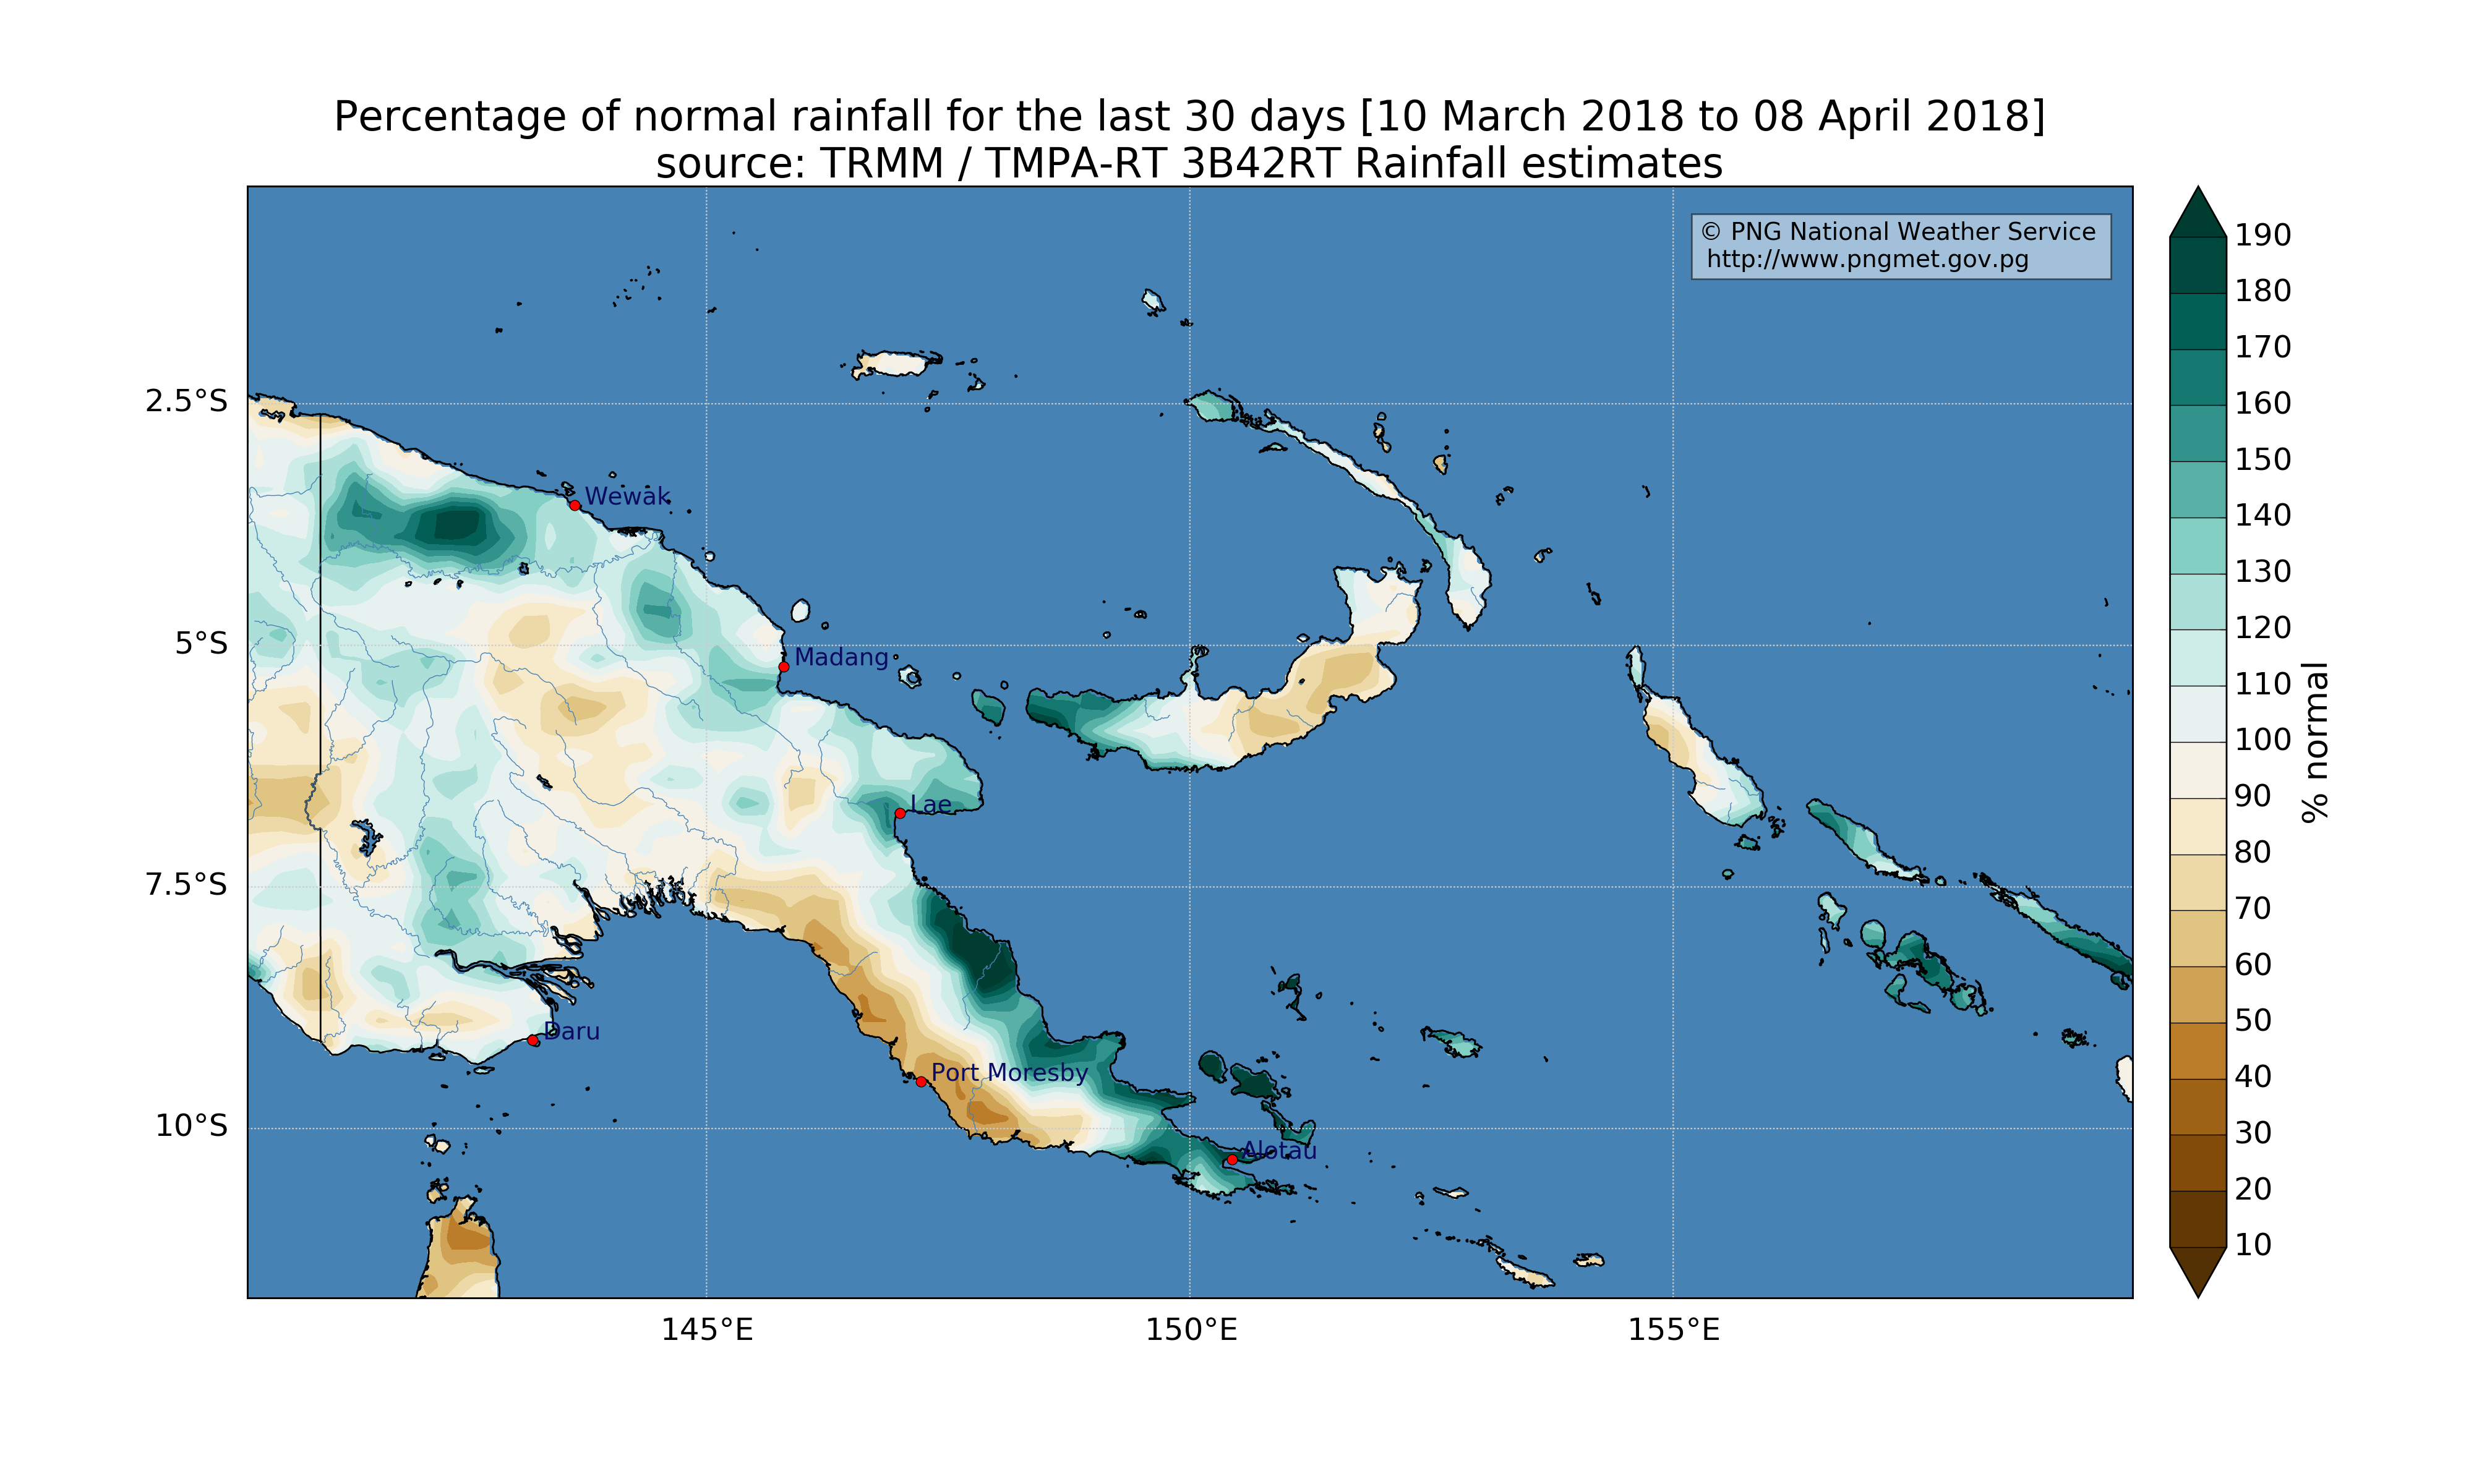 Percentage of normal rainfall for the last 30 days [10 March 2018 to 08 April 2018]
source: TRMM / TMPA-RT 3B42RT Rainfall estimates
© PNG National Weather Service
http://www.pngmet.gov.pg
190
180
170
160
150
140
130
120
110
100
90
80
70
60
50
40
30
20
10
% normal
2.5°S
5°S
7.5°S
10°S
Wewak
Madang
Lae
Daru
Port Moresby
Alotau
145°E
150°E
155°E